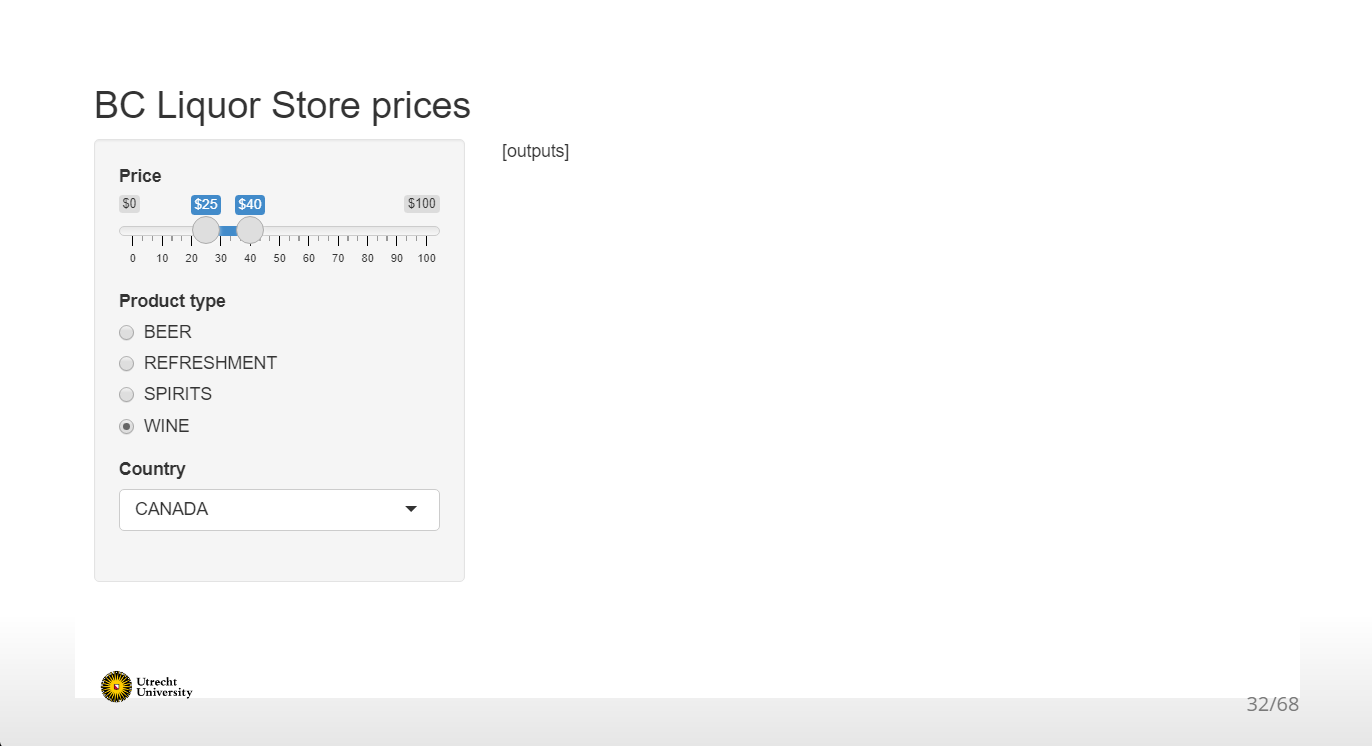 BC Liquor Store prices
[outputs]
Price
$0 $25 $40 $100
0 10 20 30 40 50 60 70 80 90 100
Product type
BEER
REFRESHMENT
SPIRITS
WINE
Country
CANADA
Utrecht
University
32/68